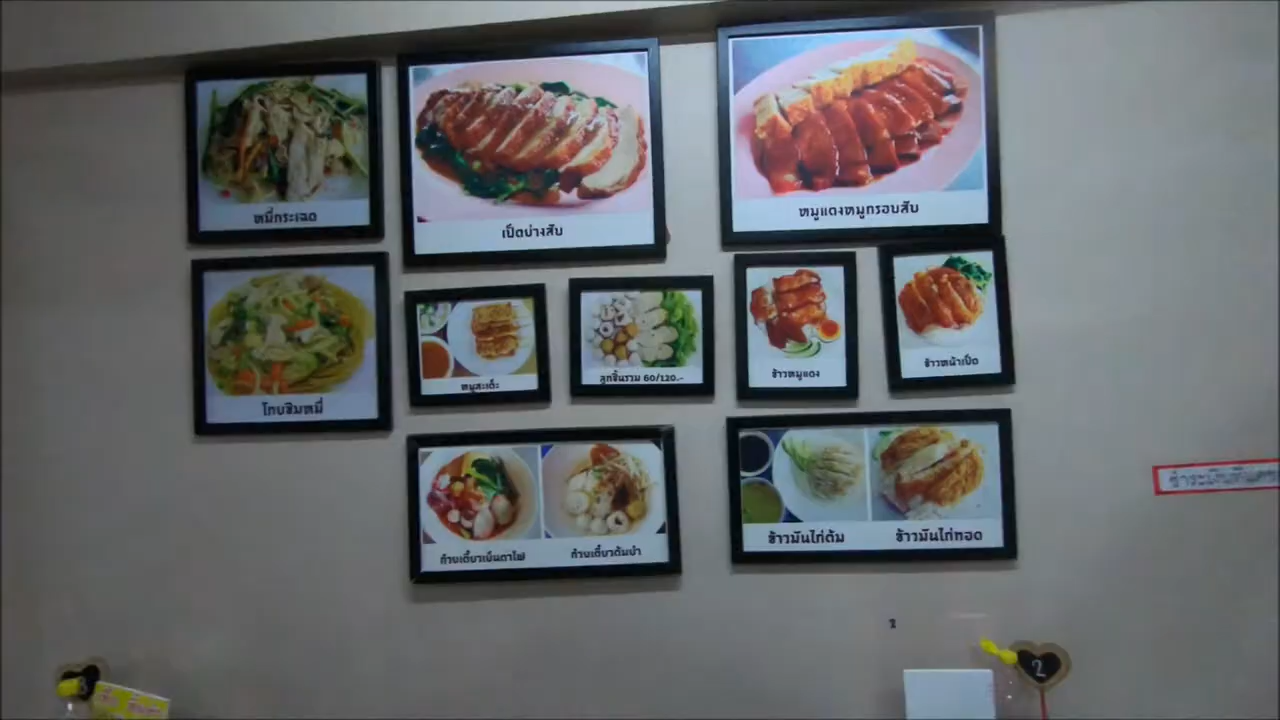 หมี่กระเฉด
เป็ดย่างสับ
หมูแดงหมูกรอบสับ
โกยซีหมี่
หมูสะเต๊ะ
ลูกชิ้นรวม 60/120.-
ข้าวหมูแดง
ข้าวหน้าเป็ด
ก๋วยเตี๋ยวเย็นตาโฟ
ก๋วยเตี๋ยวต้มยำ
ข้าวมันไก่ต้ม
ข้าวมันไก่ทอด
2